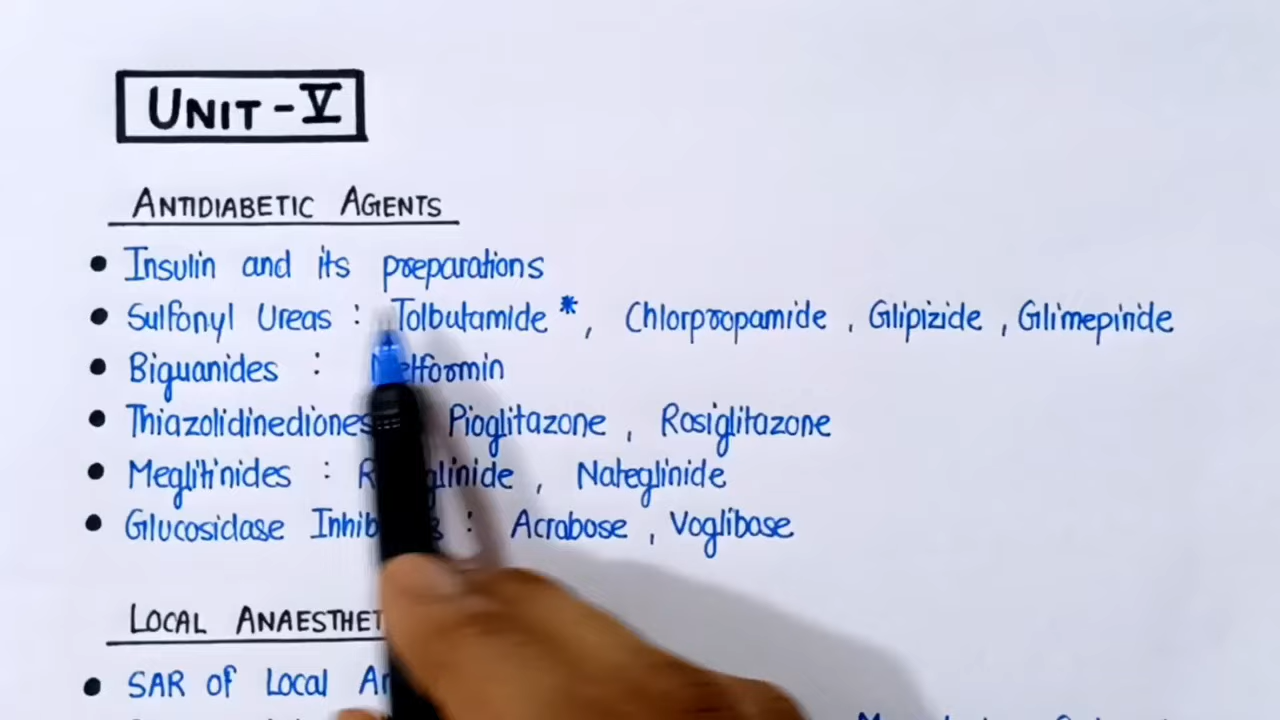 UNIT - V
ANTIDIABETIC AGENTS
• Insulin and its preparations
• Sulfonyl Ureas : Tolbutamide *, Chlorpropamide , Glipizide , Glimepiride
• Biguanides : Metformin
• Thiazolidinediones Pioglitazone , Rosiglitazone
• Meglitinides : Nateglinide
• Glucosidase : Acrabose , Voglibase
LOCAL
• SAR of Local